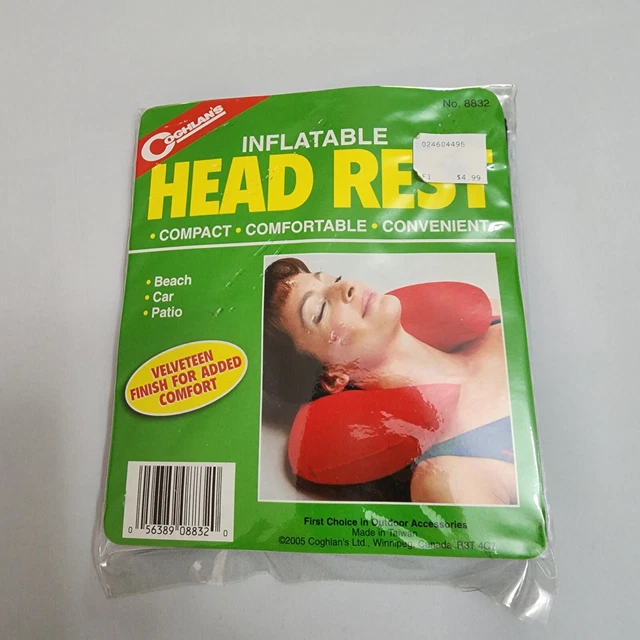 COGHLAN'S
No. 8832
INFLATABLE
HEAD REST
024604495
$4.99
• COMPACT • COMFORTABLE • CONVENIENT
• Beach
• Car
• Patio
VELVETEEN
FINISH FOR ADDED
COMFORT
0 56389 08832 0
First Choice in Outdoor Accessories
Made in Taiwan
©2005 Coghlan's Ltd., Winnipeg, Canada R3T 4C7